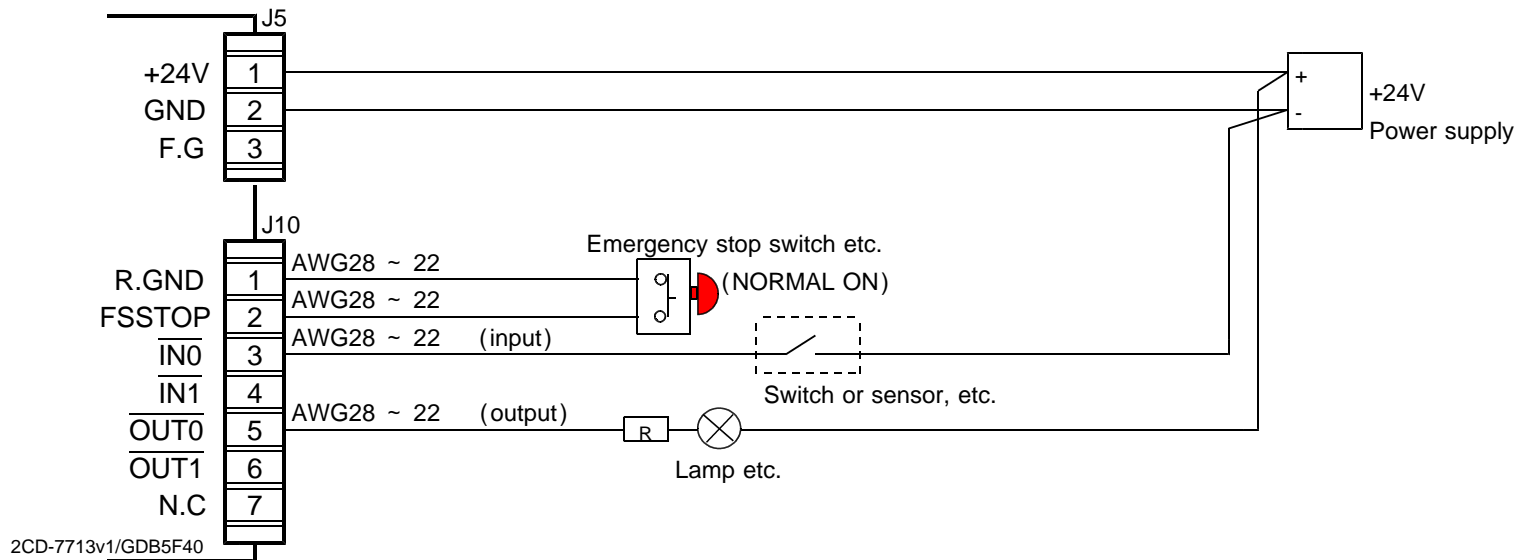 J5
+24V 1
GND 2
F.G 3
+
-
+24V
Power supply
J10
Emergency stop switch etc.
(NORMAL ON)
R.GND 1 AWG28 ~ 22
FSSTOP 2 AWG28 ~ 22
IN0 3 AWG28 ~ 22 (input)
IN1 4
Switch or sensor, etc.
OUT0 5 AWG28 ~ 22 (output) R
OUT1 6
Lamp etc.
N.C 7
2CD-7713v1/GDB5F40